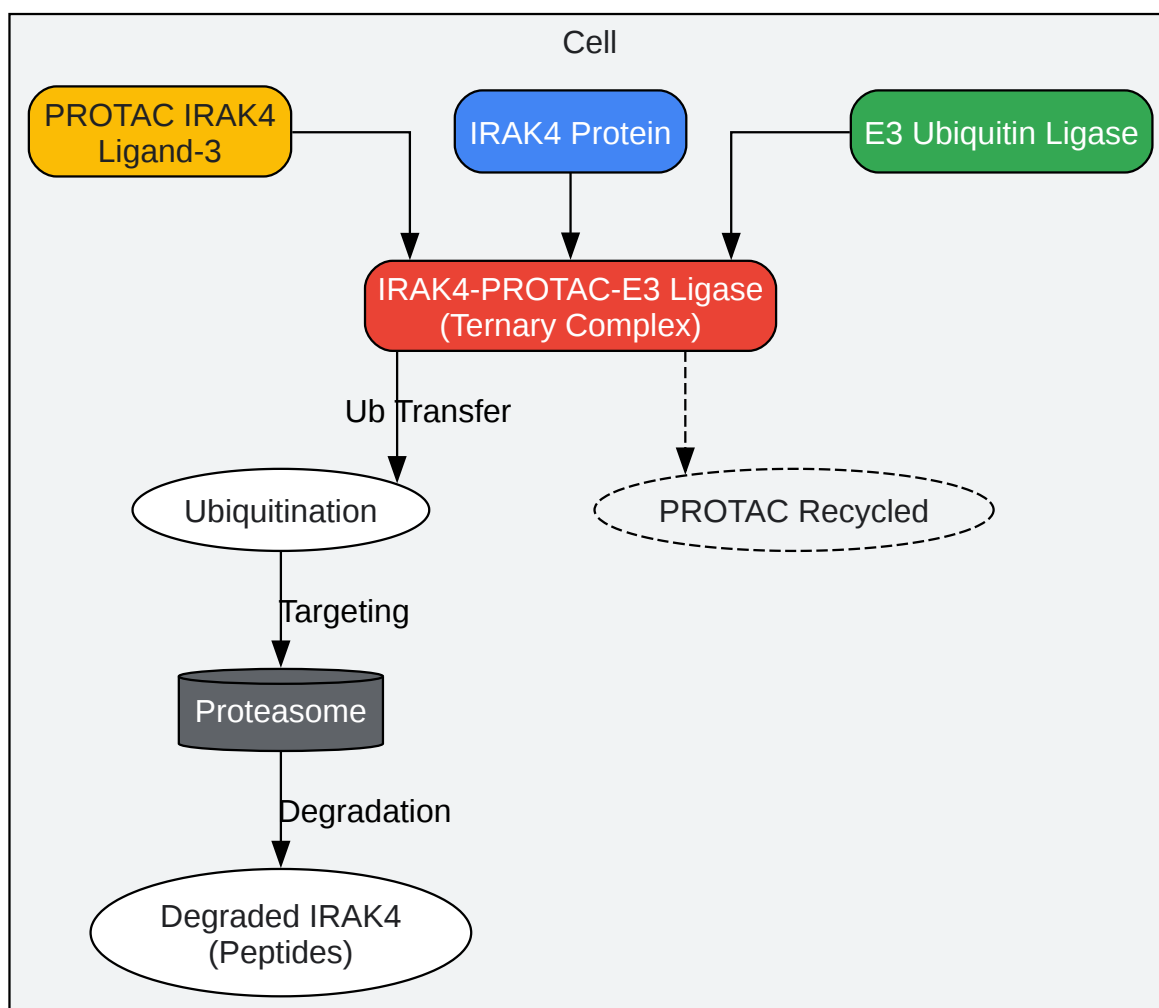 Cell
PROTAC IRAK4
Ligand-3
IRAK4 Protein
E3 Ubiquitin Ligase
IRAK4-PROTAC-E3 Ligase
(Ternary Complex)
Ub Transfer
Ubiquitination
PROTAC Recycled
Targeting
Proteasome
Degradation
Degraded IRAK4
(Peptides)